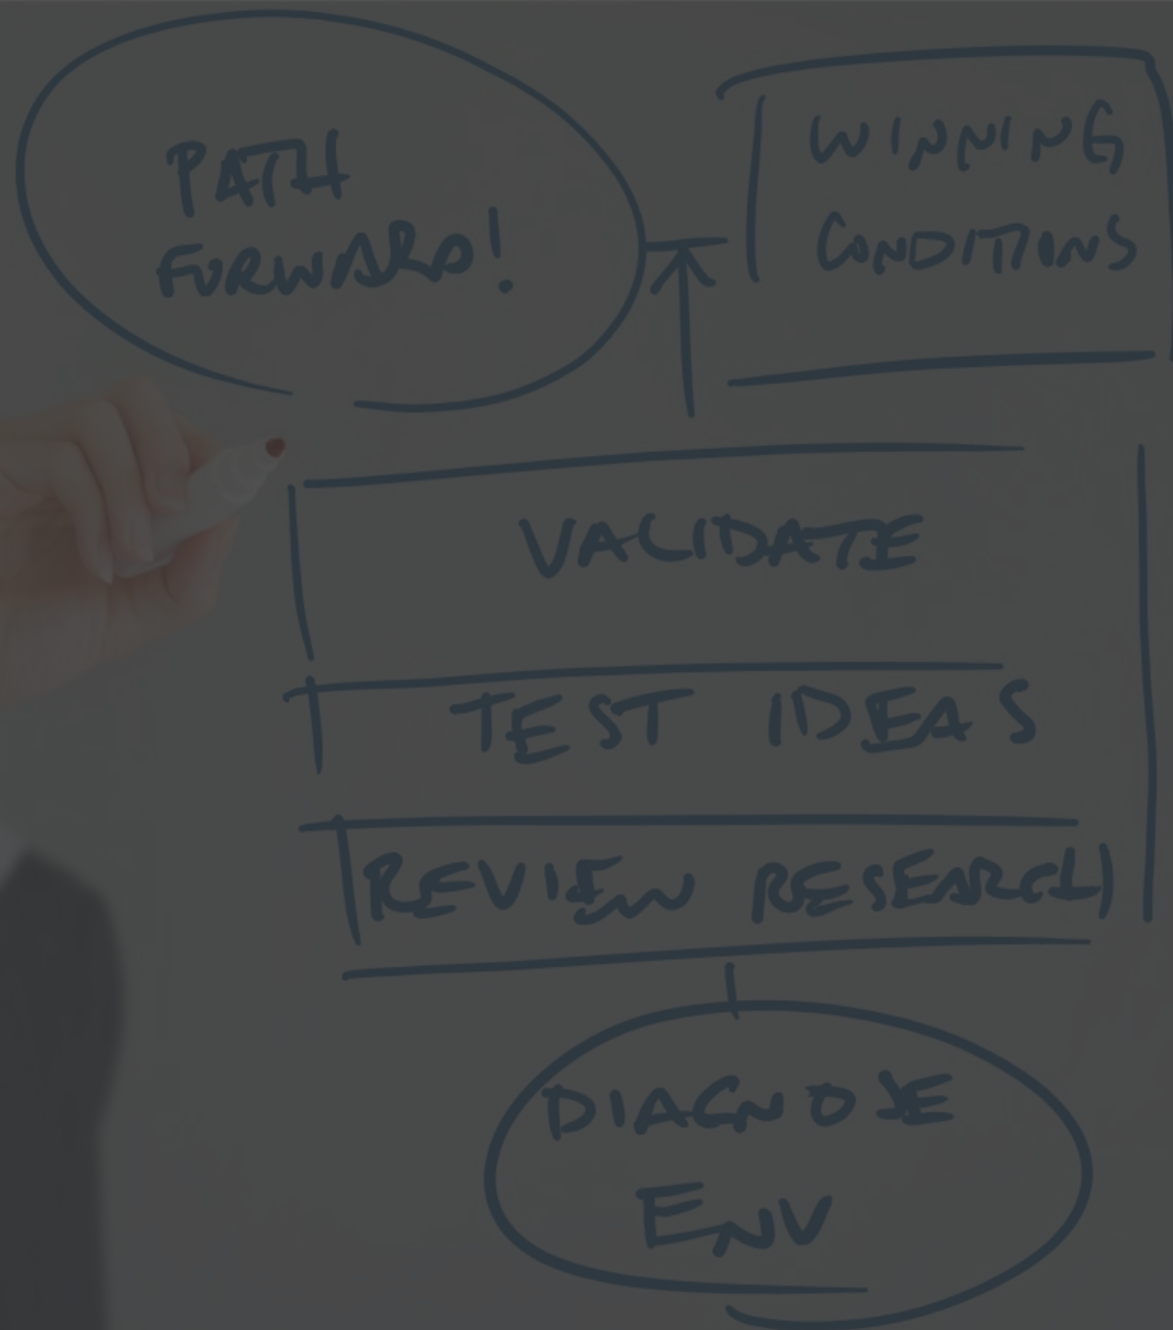 PATH
FORWARD!
WINNING
CONDITIONS
VALIDATE
TEST IDEAS
REVIEW RESEARCH
DIAGNOSE
ENV